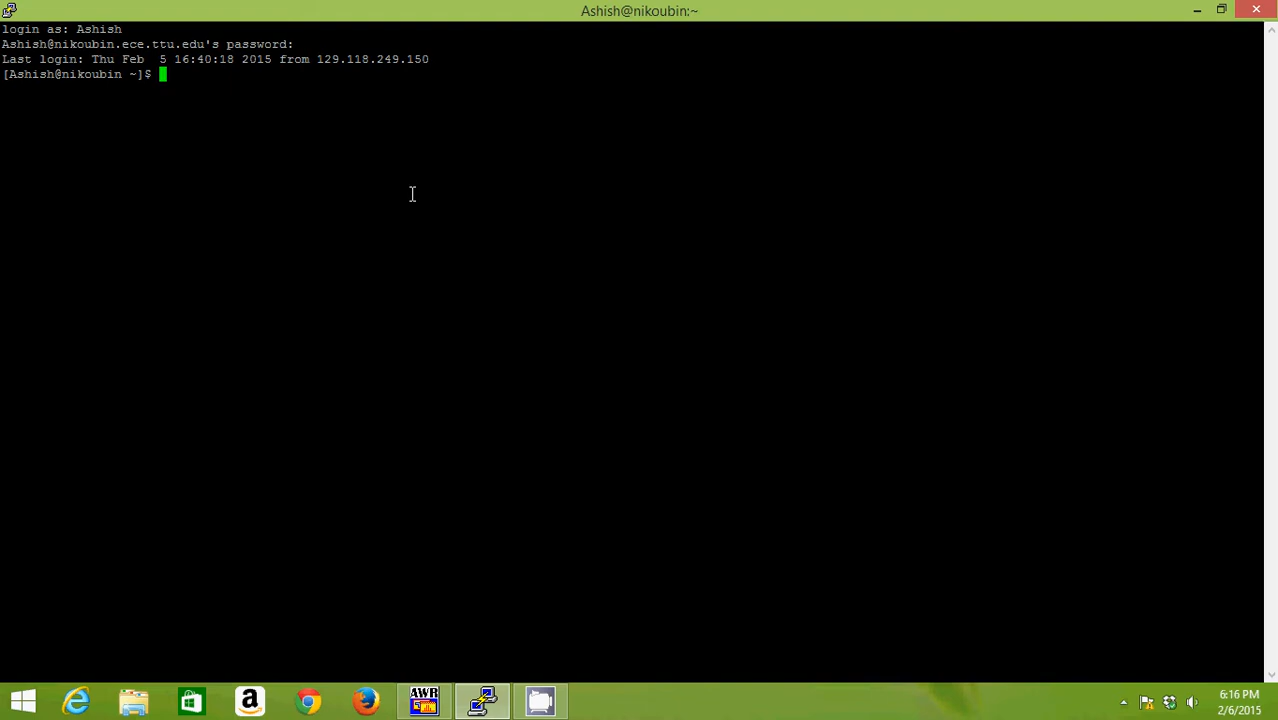 Ashish@nikoubin:~
login as: Ashish
Ashish@nikoubin.ece.ttu.edu's password:
Last login: Thu Feb  5 16:40:18 2015 from 129.118.249.150
[Ashish@nikoubin ~]$
AWR
6:16 PM
2/6/2015